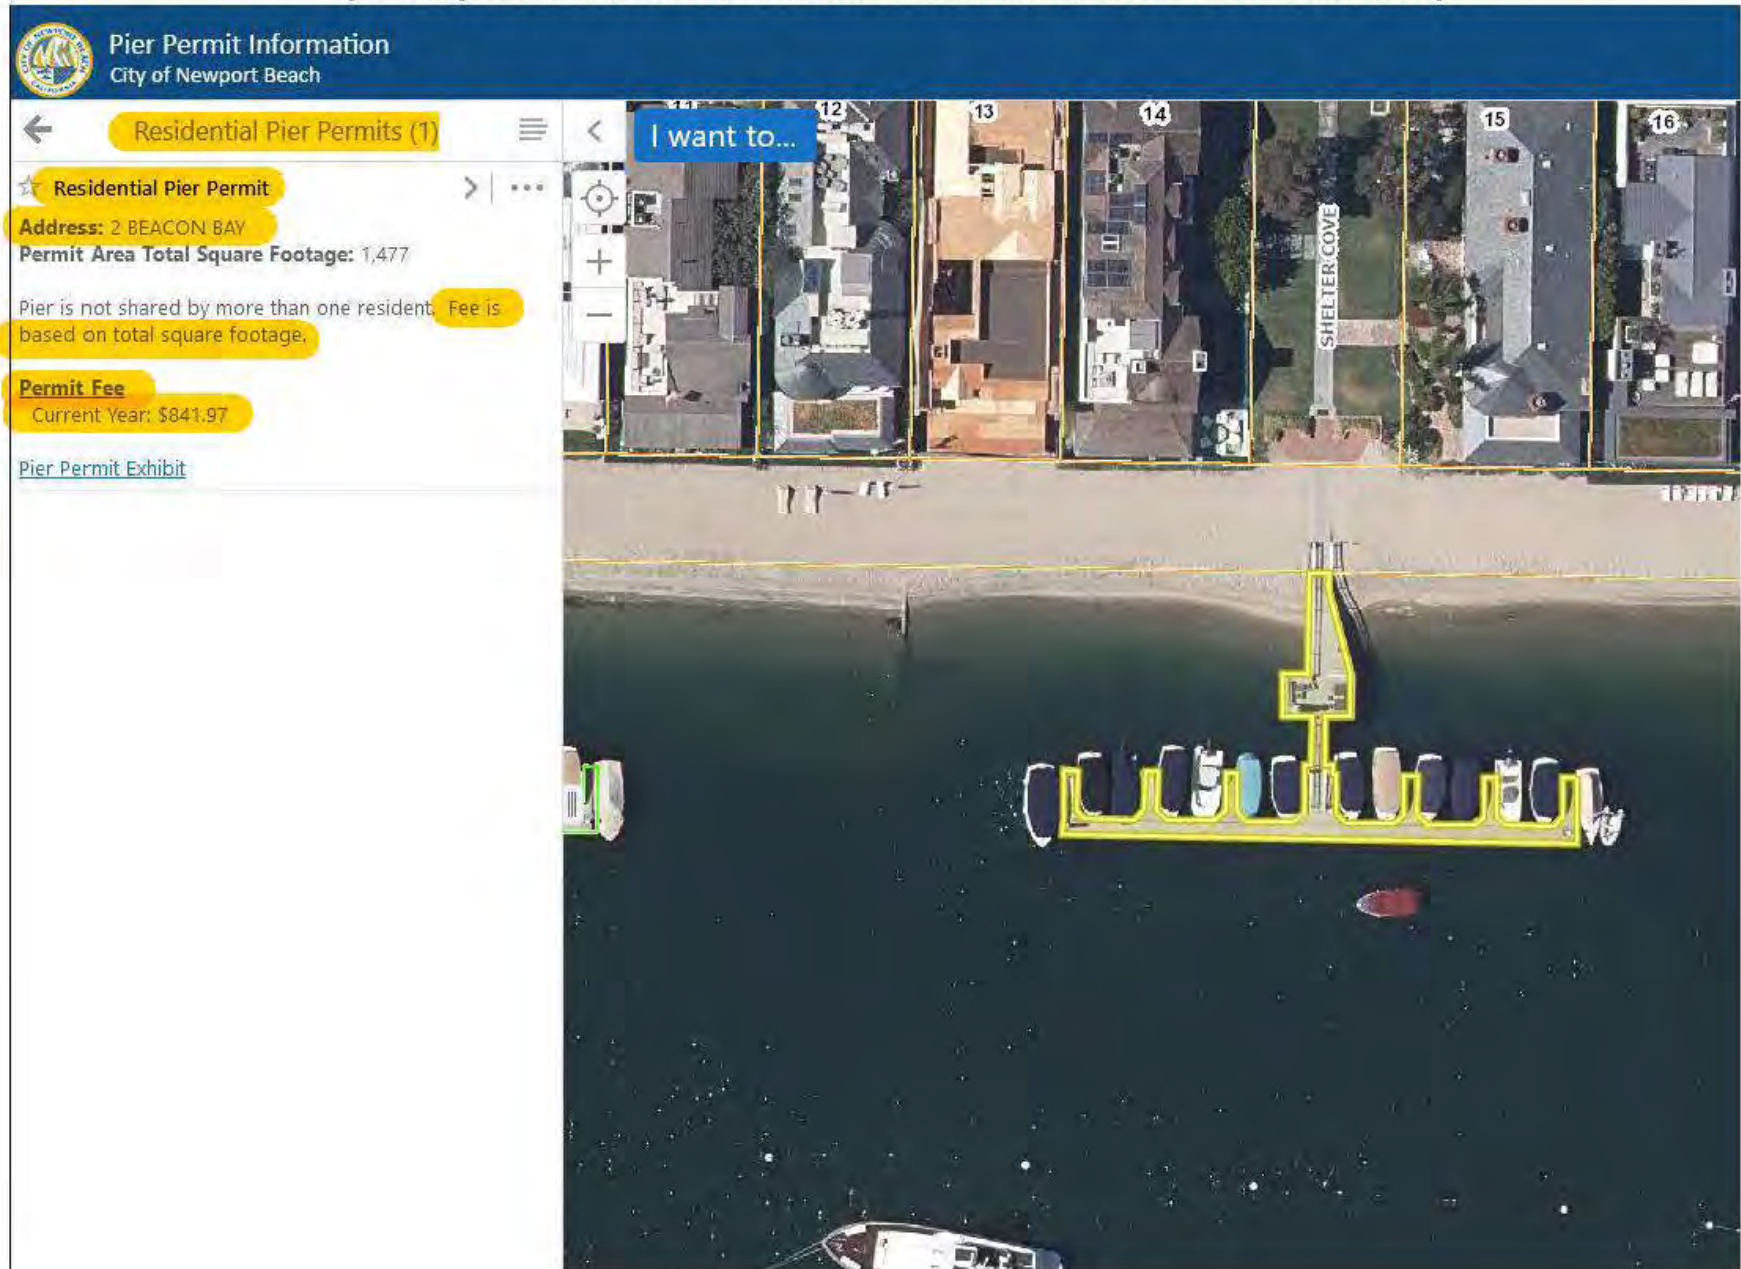 Pier Permit Information
City of Newport Beach
Residential Pier Permits (1)
I want to...
11
12
13
14
15
16
Residential Pier Permit
Address: 2 BEACON BAY
Permit Area Total Square Footage: 1,477
Pier is not shared by more than one resident. Fee is
based on total square footage.
Permit Fee
Current Year: $841.97
Pier Permit Exhibit
SHELTER COVE